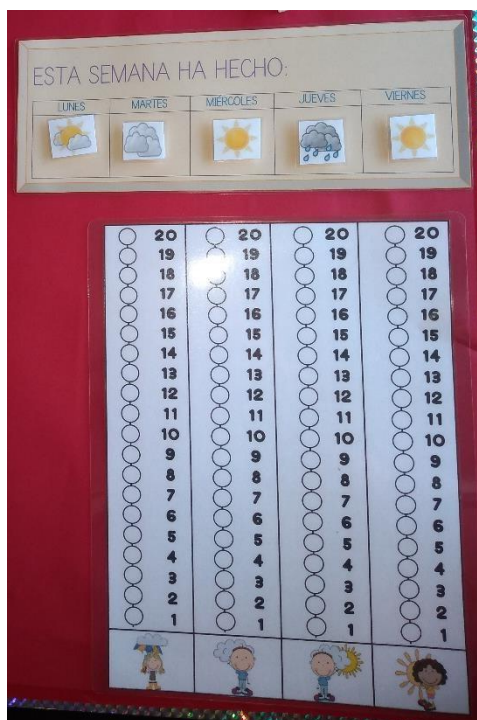 ESTA SEMANA HA HECHO:
LUNES MARTES MIÉRCOLES JUEVES VIERNES
20 20 20 20
19 19 19 19
18 18 18 18
17 17 17 17
16 16 16 16
15 15 15 15
14 14 14 14
13 13 13 13
12 12 12 12
11 11 11 11
10 10 10 10
9 9 9 9
8 8 8 8
7 7 7 7
6 6 6 6
5 5 5 5
4 4 4 4
3 3 3 3
2 2 2 2
1 1 1 1